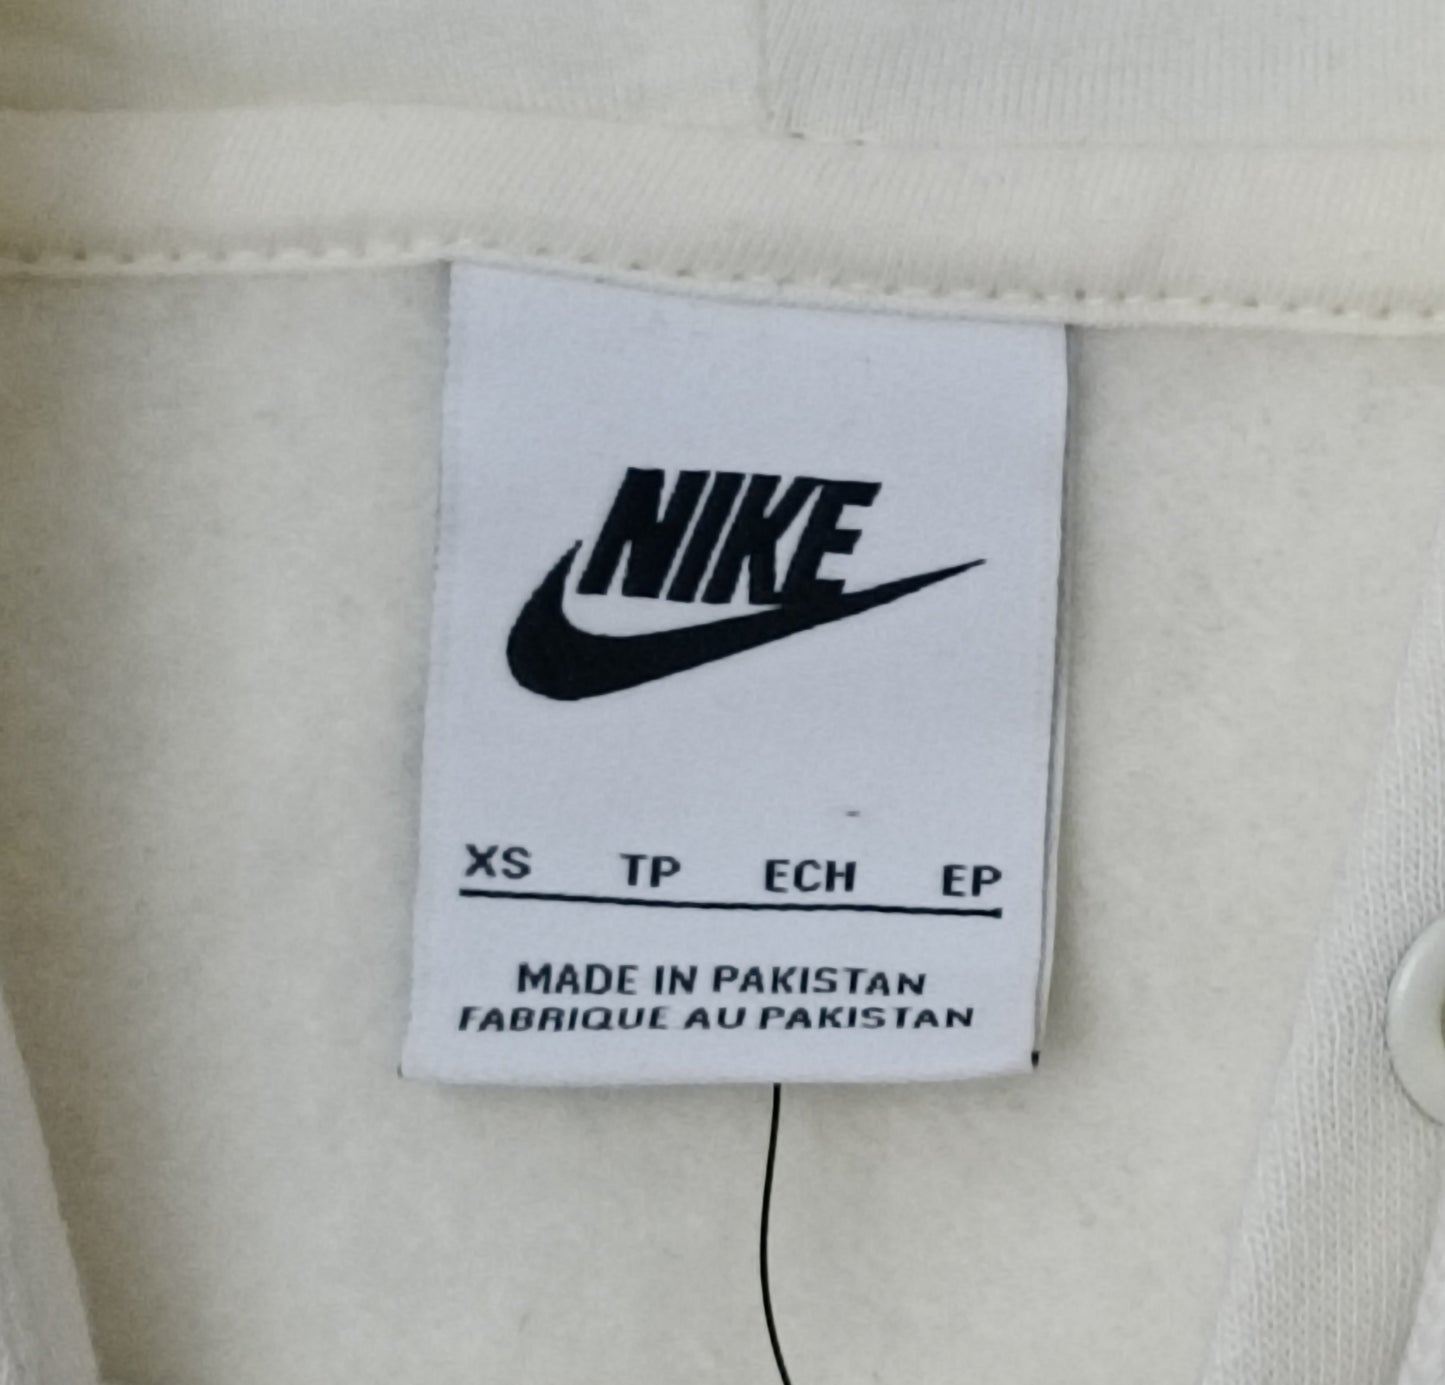 NIKE
XS TP ECH EP
MADE IN PAKISTAN
FABRIQUE AU PAKISTAN